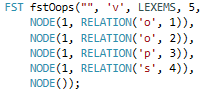 FST fstOops("", 'v', LEXEMS, 5,
    NODE(1, RELATION('o', 1)),
    NODE(1, RELATION('o', 2)),
    NODE(1, RELATION('p', 3)),
    NODE(1, RELATION('s', 4)),
    NODE());